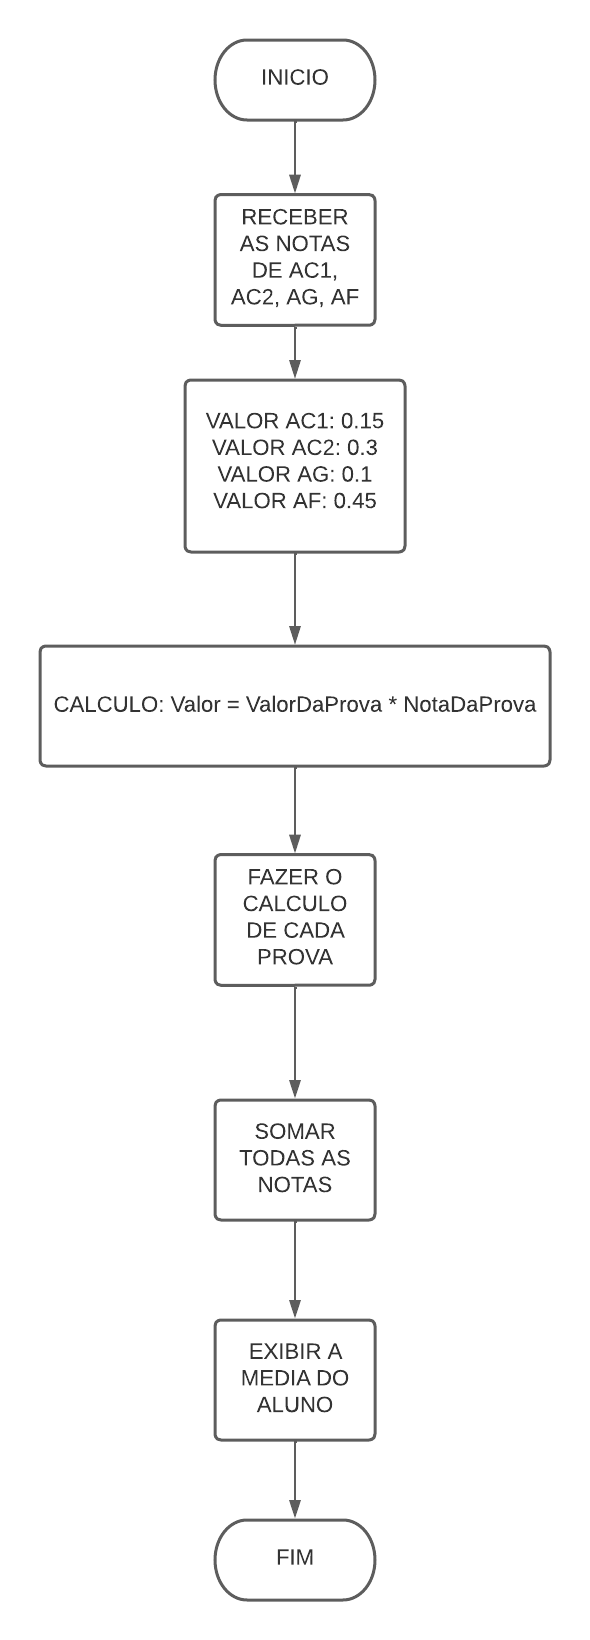 INICIO
RECEBER
AS NOTAS
DE AC1,
AC2, AG, AF
VALOR AC1: 0.15
VALOR AC2: 0.3
VALOR AG: 0.1
VALOR AF: 0.45
CALCULO: Valor = ValorDaProva * NotaDaProva
FAZER O
CALCULO
DE CADA
PROVA
SOMAR
TODAS AS
NOTAS
EXIBIR A
MEDIA DO
ALUNO
FIM